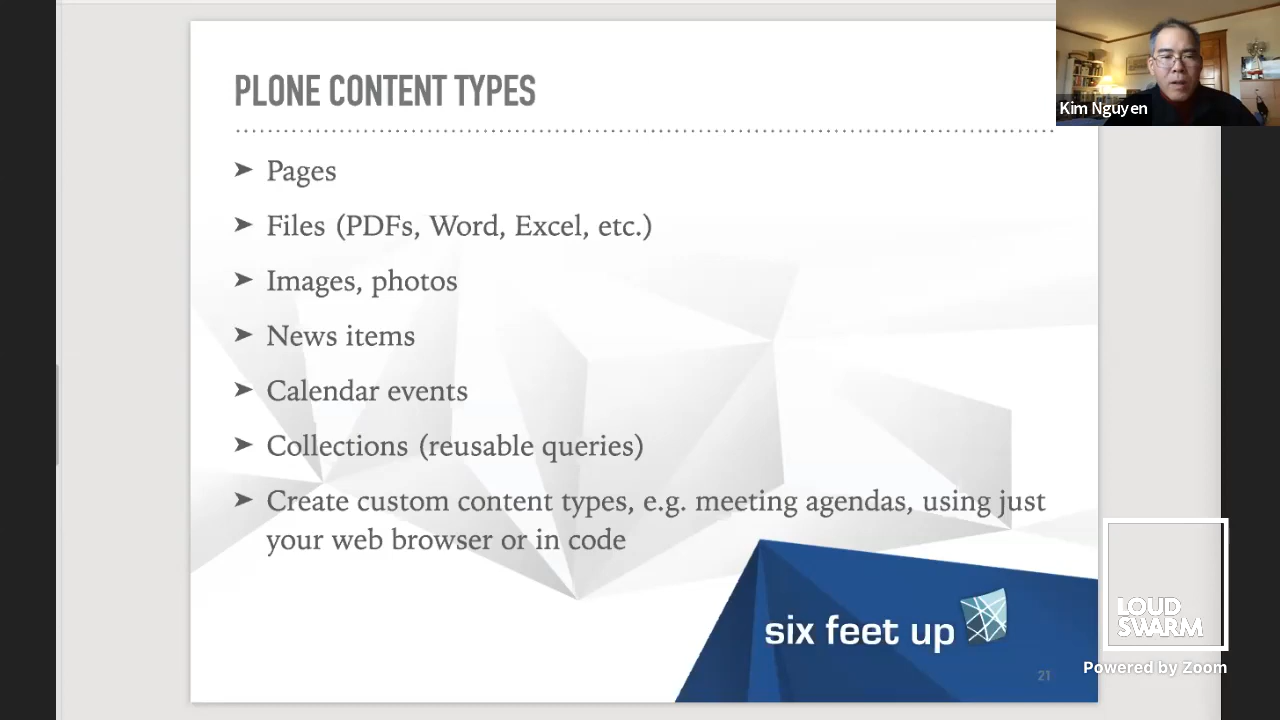 PLONE CONTENT TYPES
Kim Nguyen
➤ Pages
➤ Files (PDFs, Word, Excel, etc.)
➤ Images, photos
➤ News items
➤ Calendar events
➤ Collections (reusable queries)
➤ Create custom content types, e.g. meeting agendas, using just
your web browser or in code
six feet up
21
LOUD
SWARM
Powered by Zoom